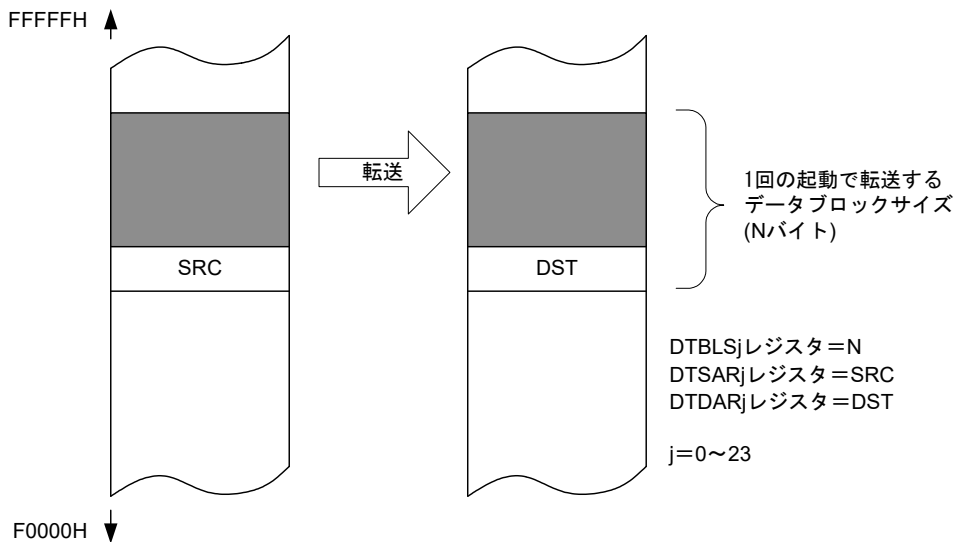 FFFFFH
転送
1回の起動で転送する
データブロックサイズ
(Nバイト)
SRC
DST
DTBLSjレジスタ＝N
DTSARjレジスタ＝SRC
DTDARjレジスタ＝DST
j＝0～23
F0000H